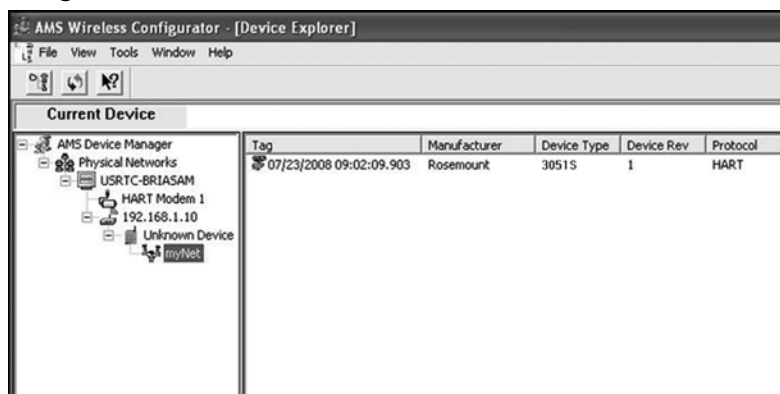 AMS Wireless Configurator - [Device Explorer]
File View Tools Window Help
Current Device
AMS Device Manager
Physical Networks
USRTC-BRIASAM
HART Modem 1
192.168.1.10
Unknown Device
myNet
Tag Manufacturer Device Type Device Rev Protocol
07/23/2008 09:02:09.903 Rosemount 3051S 1 HART